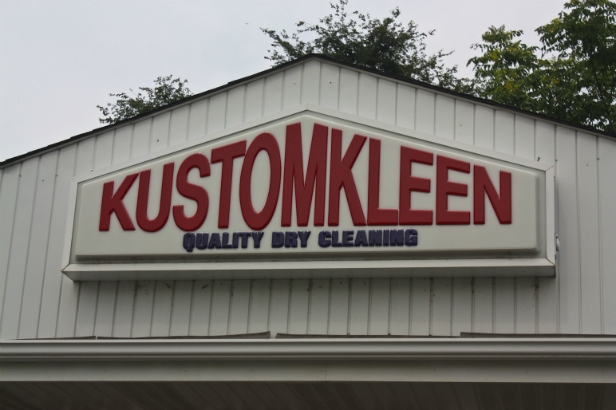 KUSTOMKLEEN
QUALITY DRY CLEANING